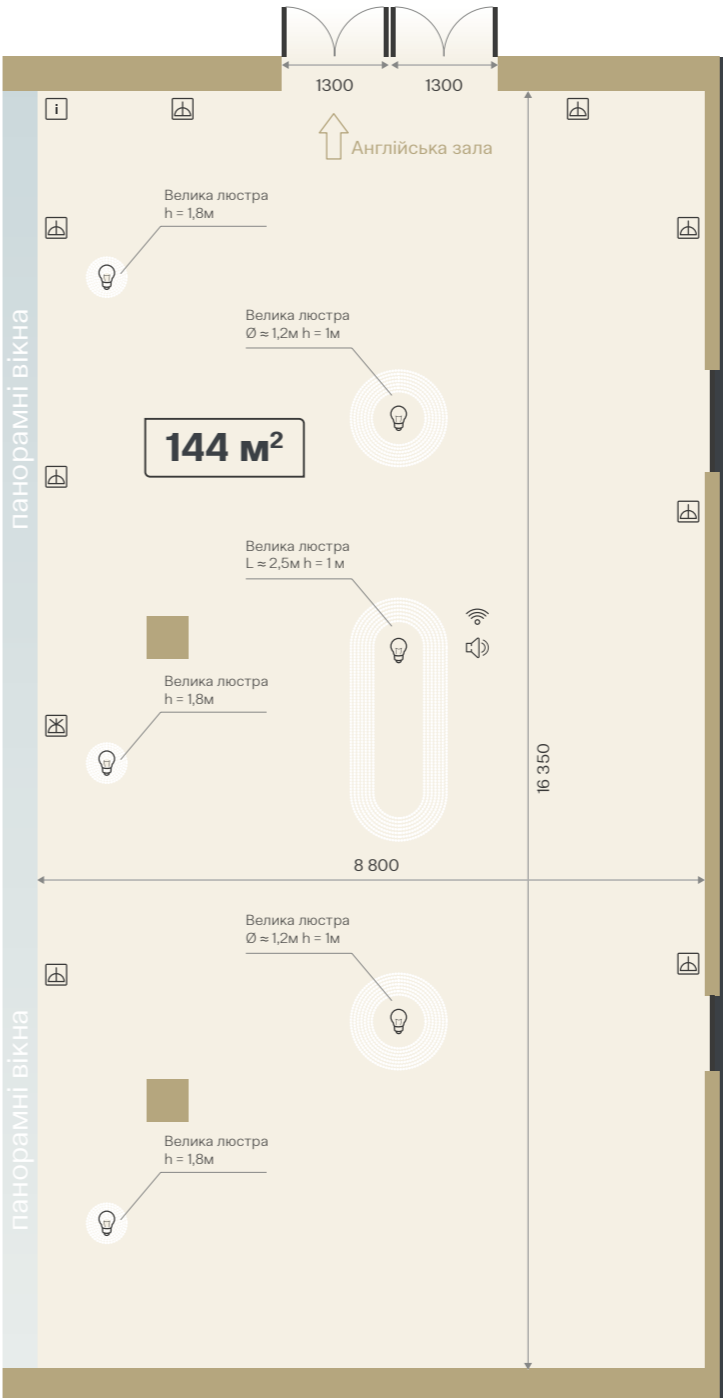 1300
1300
i
Англійська зала
Велика люстра
h = 1,8м
Велика люстра
Ø ≈ 1,2м h = 1м
панорамні вікна
144 м²
Велика люстра
L ≈ 2,5м h = 1 м
Велика люстра
h = 1,8м
16 350
8 800
Велика люстра
Ø ≈ 1,2м h = 1м
панорамні вікна
Велика люстра
h = 1,8м